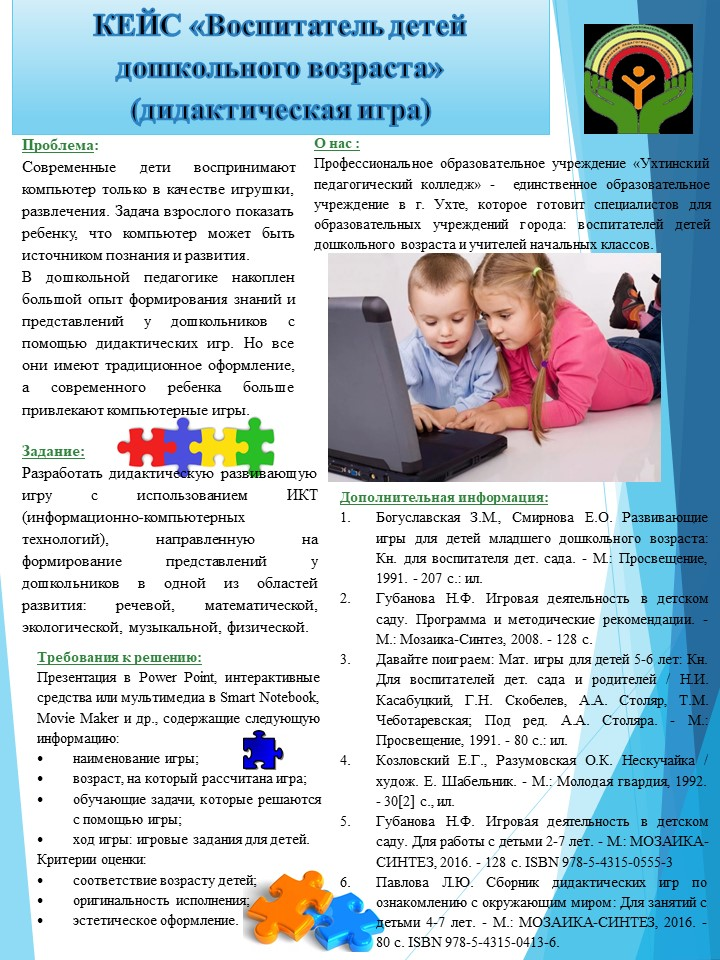 КЕЙС «Воспитатель детей
дошкольного возраста»
(дидактическая игра)
Проблема:
Современные дети воспринимают
компьютер только в качестве игрушки,
развлечения. Задача взрослого показать
ребенку, что компьютер может быть
источником познания и развития.
В дошкольной педагогике накоплен
большой опыт формирования знаний и
представлений у дошкольников с
помощью дидактических игр. Но все
они имеют традиционное оформление,
а современного ребенка больше
привлекают компьютерные игры.
Задание:
Разработать дидактическую развивающую
игру с использованием ИКТ
(информационно-компьютерных
технологий), направленную на
формирование представлений у
дошкольников в одной из областей
развития: речевой, математической,
экологической, музыкальной, физической.
Требования к решению:
Презентация в Power Point, интерактивные
средства или мультимедиа в Smart Notebook,
Movie Maker и др., содержащие следующую
информацию:
• наименование игры;
• возраст, на который рассчитана игра;
• обучающие задачи, которые решаются
с помощью игры;
• ход игры: игровые задания для детей.
Критерии оценки:
• соответствие возрасту детей;
• оригинальность исполнения;
• эстетическое оформление.
О нас :
Профессиональное образовательное учреждение «Ухтинский
педагогический колледж» - единственное образовательное
учреждение в г. Ухте, которое готовит специалистов для
образовательных учреждений города: воспитателей детей
дошкольного возраста и учителей начальных классов.
Дополнительная информация:
1. Богуславская З.М., Смирнова Е.О. Развивающие
игры для детей младшего дошкольного возраста:
Кн. для воспитателя дет. сада. - М.: Просвещение,
1991. - 207 с.: ил.
2. Губанова Н.Ф. Игровая деятельность в детском
саду. Программа и методические рекомендации. -
М.: Мозаика-Синтез, 2008. - 128 с.
3. Давайте поиграем: Мат. игры для детей 5-6 лет: Кн.
Для воспитателей дет. сада и родителей / Н.И.
Касабуцкий, Г.Н. Скобелев, А.А. Столяр, Т.М.
Чеботаревская; Под ред. А.А. Столяра. - М.:
Просвещение, 1991. - 80 с.: ил.
4. Козловский Е.Г., Разумовская О.К. Нескучайка /
худож. Е. Шабельник. - М.: Молодая гвардия, 1992.
- 30[2] с., ил.
5. Губанова Н.Ф. Игровая деятельность в детском
саду. Для работы с детьми 2-7 лет. - М.: МОЗАИКА-
СИНТЕЗ, 2016. - 128 с. ISBN 978-5-4315-0555-3
6. Павлова Л.Ю. Сборник дидактических игр по
ознакомлению с окружающим миром: Для занятий с
детьми 4-7 лет. - М.: МОЗАИКА-СИНТЕЗ, 2016. -
80 с. ISBN 978-5-4315-0413-6.